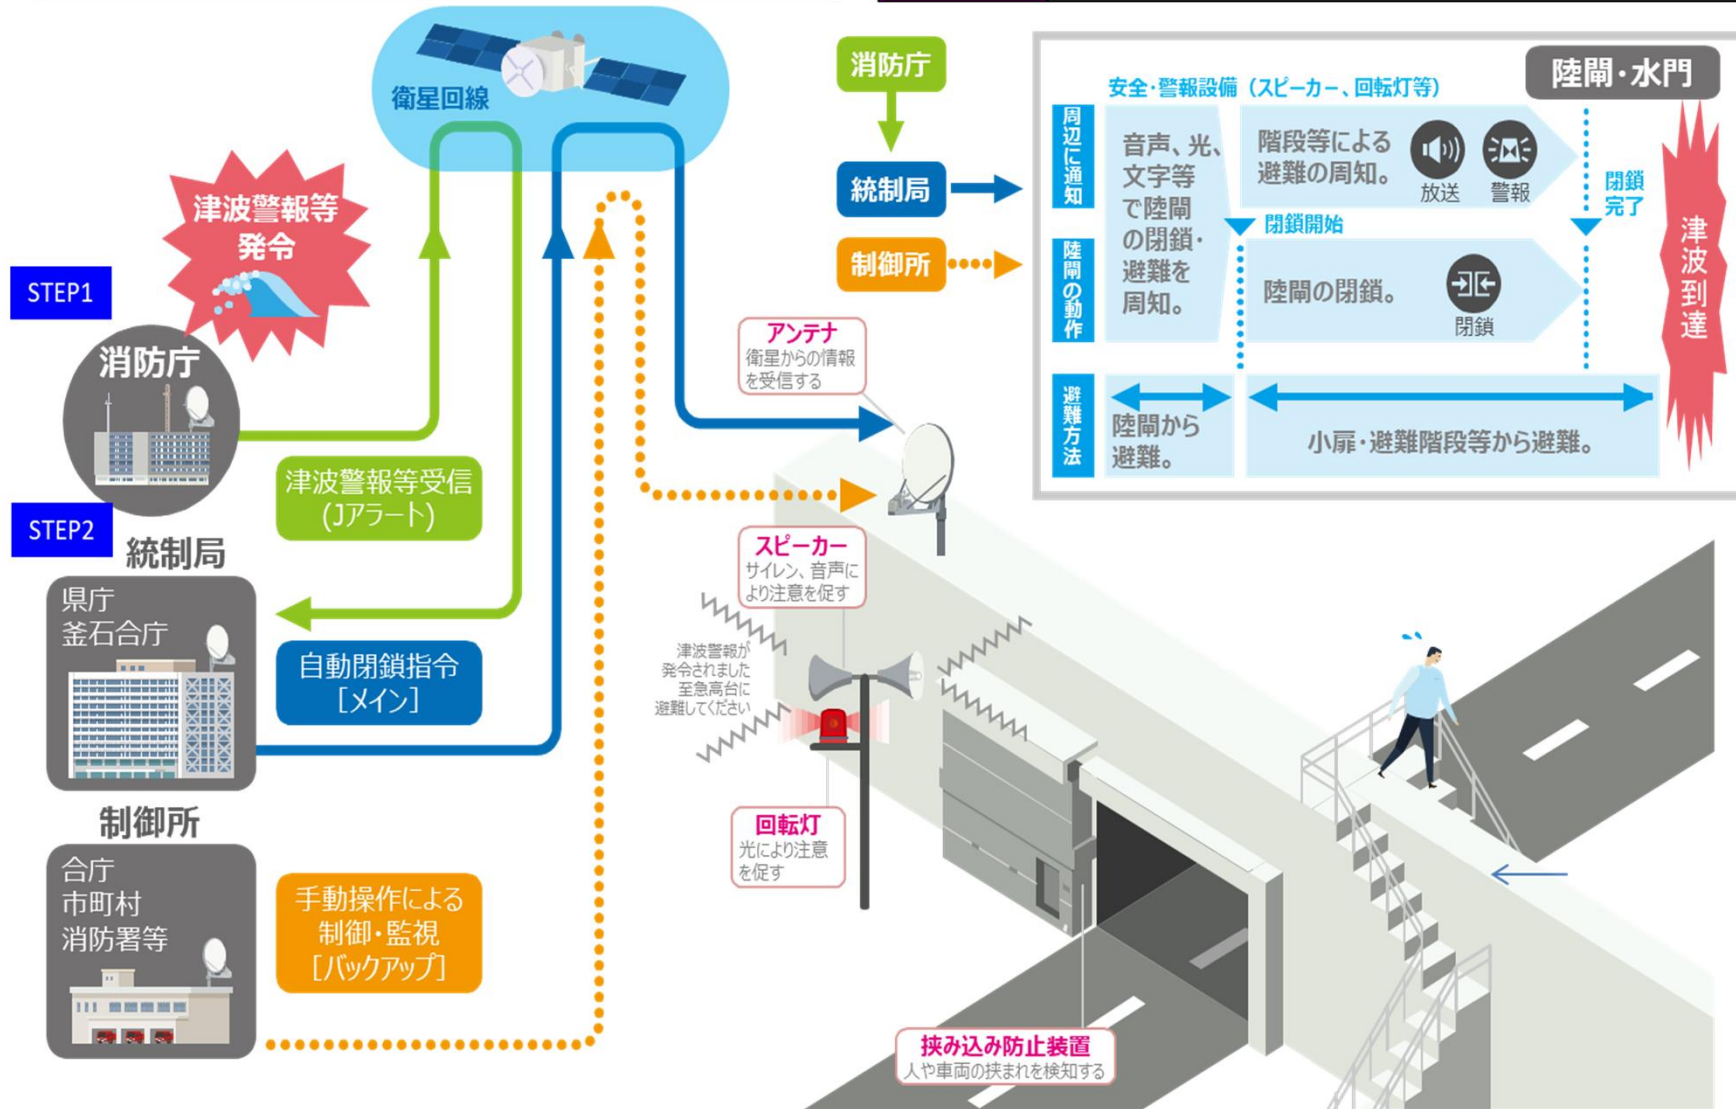 衛星回線
津波警報等
発令
STEP1
消防庁
津波警報等受信
(Jアラート)
STEP2
統制局
県庁
釜石合庁
自動閉鎖指令
[メイン]
制御所
合庁
市町村
消防署等
手動操作による
制御・監視
[バックアップ]
消防庁
統制局
制御所
陸閘・水門
安全・警報設備（スピーカー、回転灯等）
周辺に通知
音声、光、
文字等
で陸閘
の閉鎖・
避難を
周知。
階段等による
避難の周知。
放送
警報
閉鎖
完了
閉鎖開始
陸閘の動作
陸閘の閉鎖。
閉鎖
津波到達
避難方法
陸閘から
避難。
小扉・避難階段等から避難。
アンテナ
衛星からの情報
を受信する
スピーカー
サイレン、音声に
より注意を促す
津波警報が
発令されました
至急高台に
避難してください
回転灯
光により注意
を促す
挟み込み防止装置
人や車両の挟まれを検知する